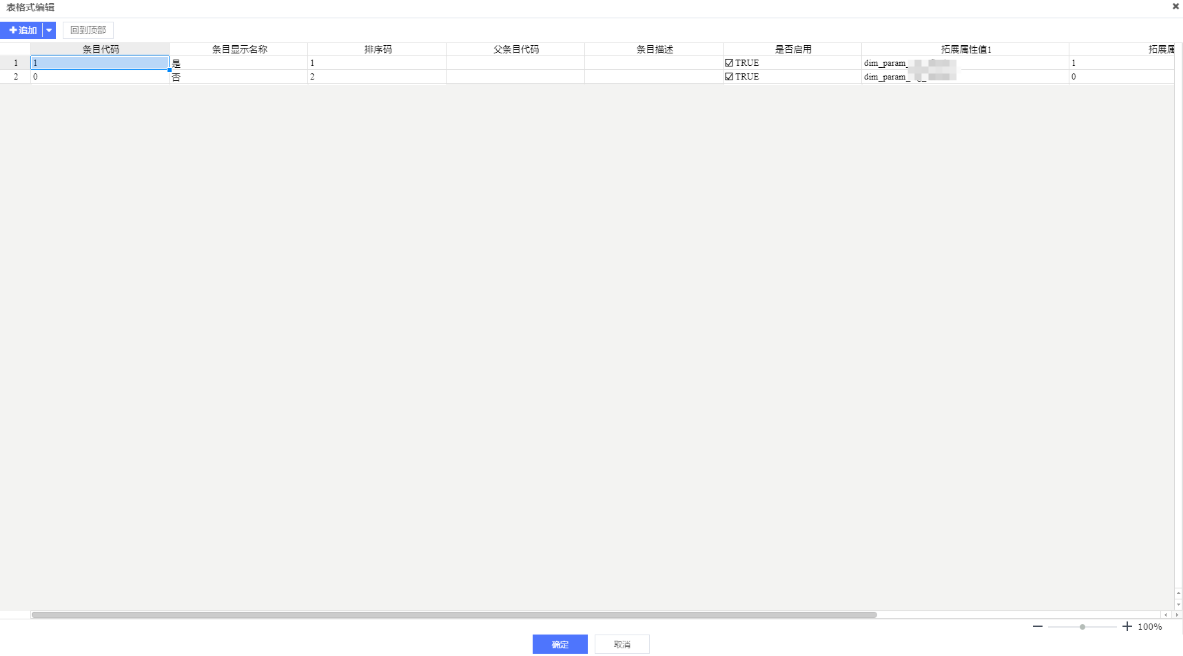 表格式编辑
追加 回到顶部
条目代码 条目显示名称 排序码 父条目代码 条目描述 是否启用 拓展属性值1 拓展属
1 1 是 1 TRUE dim_param_ 1
2 0 否 2 TRUE dim_param_ 0
100%
确定 取消